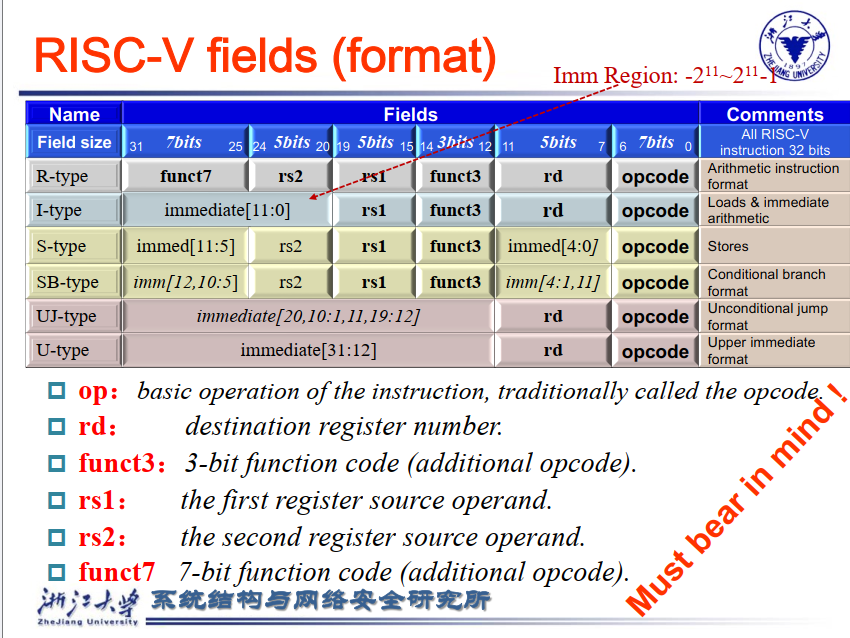 RISC-V fields (format)
Imm Region: -2¹¹~2¹¹-1
浙江大学
1897
ZHEJIANG UNIVERSITY
Name Fields Comments
Field size 31 7bits 25 24 5bits 20 19 5bits 15 14 3bits 12 11 5bits 7 6 7bits 0 All RISC-V instruction 32 bits
R-type funct7 rs2 rs1 funct3 rd opcode Arithmetic instruction format
I-type immediate[11:0] rs1 funct3 rd opcode Loads & immediate arithmetic
S-type immed[11:5] rs2 rs1 funct3 immed[4:0] opcode Stores
SB-type imm[12,10:5] rs2 rs1 funct3 imm[4:1,11] opcode Conditional branch format
UJ-type immediate[20,10:1,11,19:12] rd opcode Unconditional jump format
U-type immediate[31:12] rd opcode Upper immediate format
op： basic operation of the instruction, traditionally called the opcode.
rd： destination register number.
funct3： 3-bit function code (additional opcode).
rs1： the first register source operand.
rs2： the second register source operand.
funct7 7-bit function code (additional opcode).
Must bear in mind !
浙江大学 系统结构与网络安全研究所
ZheJiang University